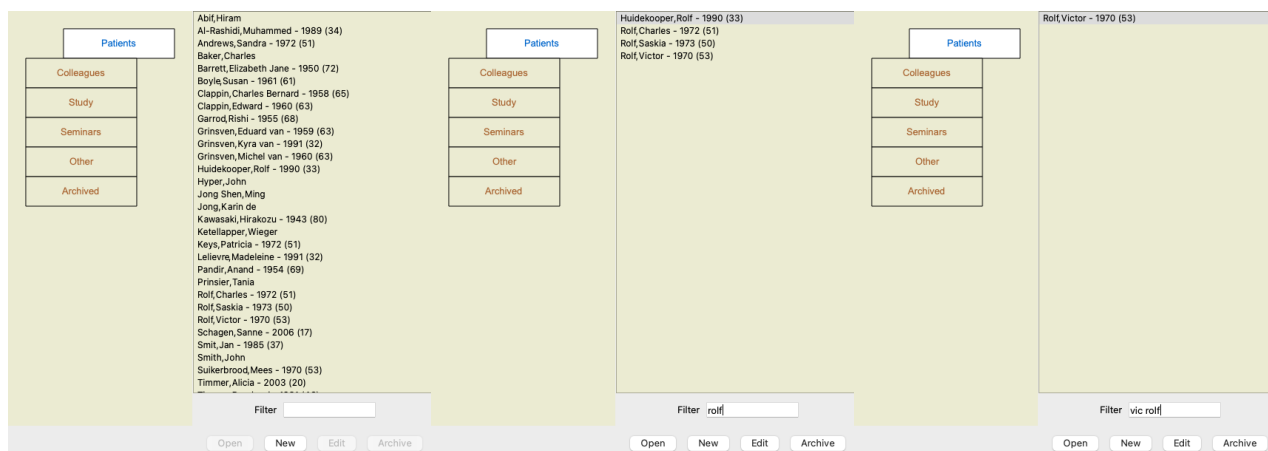 Patients
Colleagues
Study
Seminars
Other
Archived
Abif,Hiram
Al-Rashidi,Muhammed - 1989 (34)
Andrews,Sandra - 1972 (51)
Baker,Charles
Barrett,Elizabeth Jane - 1950 (72)
Boyle,Susan - 1961 (61)
Clappin,Charles Bernard - 1958 (65)
Clappin,Edward - 1960 (63)
Garrod,Rishi - 1955 (68)
Grinsven,Eduard van - 1959 (63)
Grinsven,Kyra van - 1991 (32)
Grinsven,Michel van - 1960 (63)
Huidekooper,Rolf - 1990 (33)
Hyper,John
Jong Shen,Ming
Jong,Karin de
Kawasaki,Hirakozu - 1943 (80)
Ketellapper,Wieger
Keys,Patricia - 1972 (51)
Lelievre,Madeleine - 1991 (32)
Pandir,Anand - 1954 (69)
Prinsier,Tania
Rolf,Charles - 1972 (51)
Rolf,Saskia - 1973 (50)
Rolf,Victor - 1970 (53)
Schagen,Sanne - 2006 (17)
Smit,Jan - 1985 (37)
Smith,John
Suikerbrood,Mees - 1970 (53)
Timmer,Alicia - 2003 (20)
Filter
Open New Edit Archive
Patients
Colleagues
Study
Seminars
Other
Archived
Huidekooper,Rolf - 1990 (33)
Rolf,Charles - 1972 (51)
Rolf,Saskia - 1973 (50)
Rolf,Victor - 1970 (53)
Filter rolf
Open New Edit Archive
Patients
Colleagues
Study
Seminars
Other
Archived
Rolf,Victor - 1970 (53)
Filter vic rolf
Open New Edit Archive